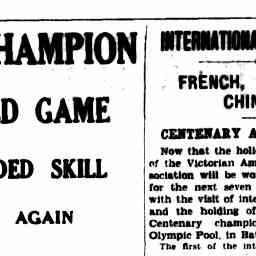 CHAMPION
D GAME
DED SKILL
AGAIN
INTERNATIONA
FRENCH,
CHIN
CENTENARY A
Now that the holi
of the Victorian Am
sociation will be wo
for the next seven
with the visit of inte
and the holding of
Centenary champio
Olympic Pool, in Bat
The first of the int